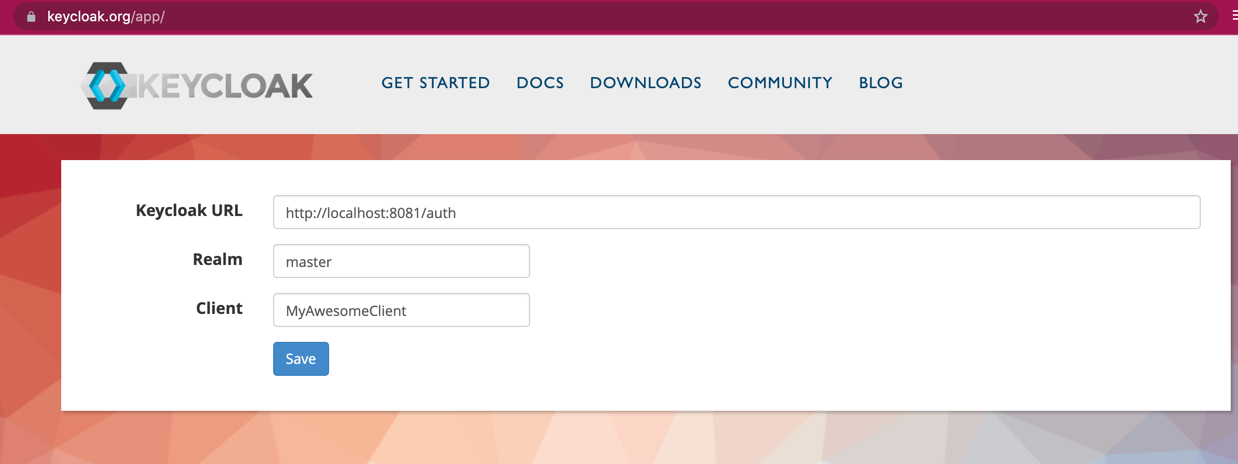 keycloak.org/app/
KEYCLOAK GET STARTED DOCS DOWNLOADS COMMUNITY BLOG
Keycloak URL http://localhost:8081/auth
Realm master
Client MyAwesomeClient
Save